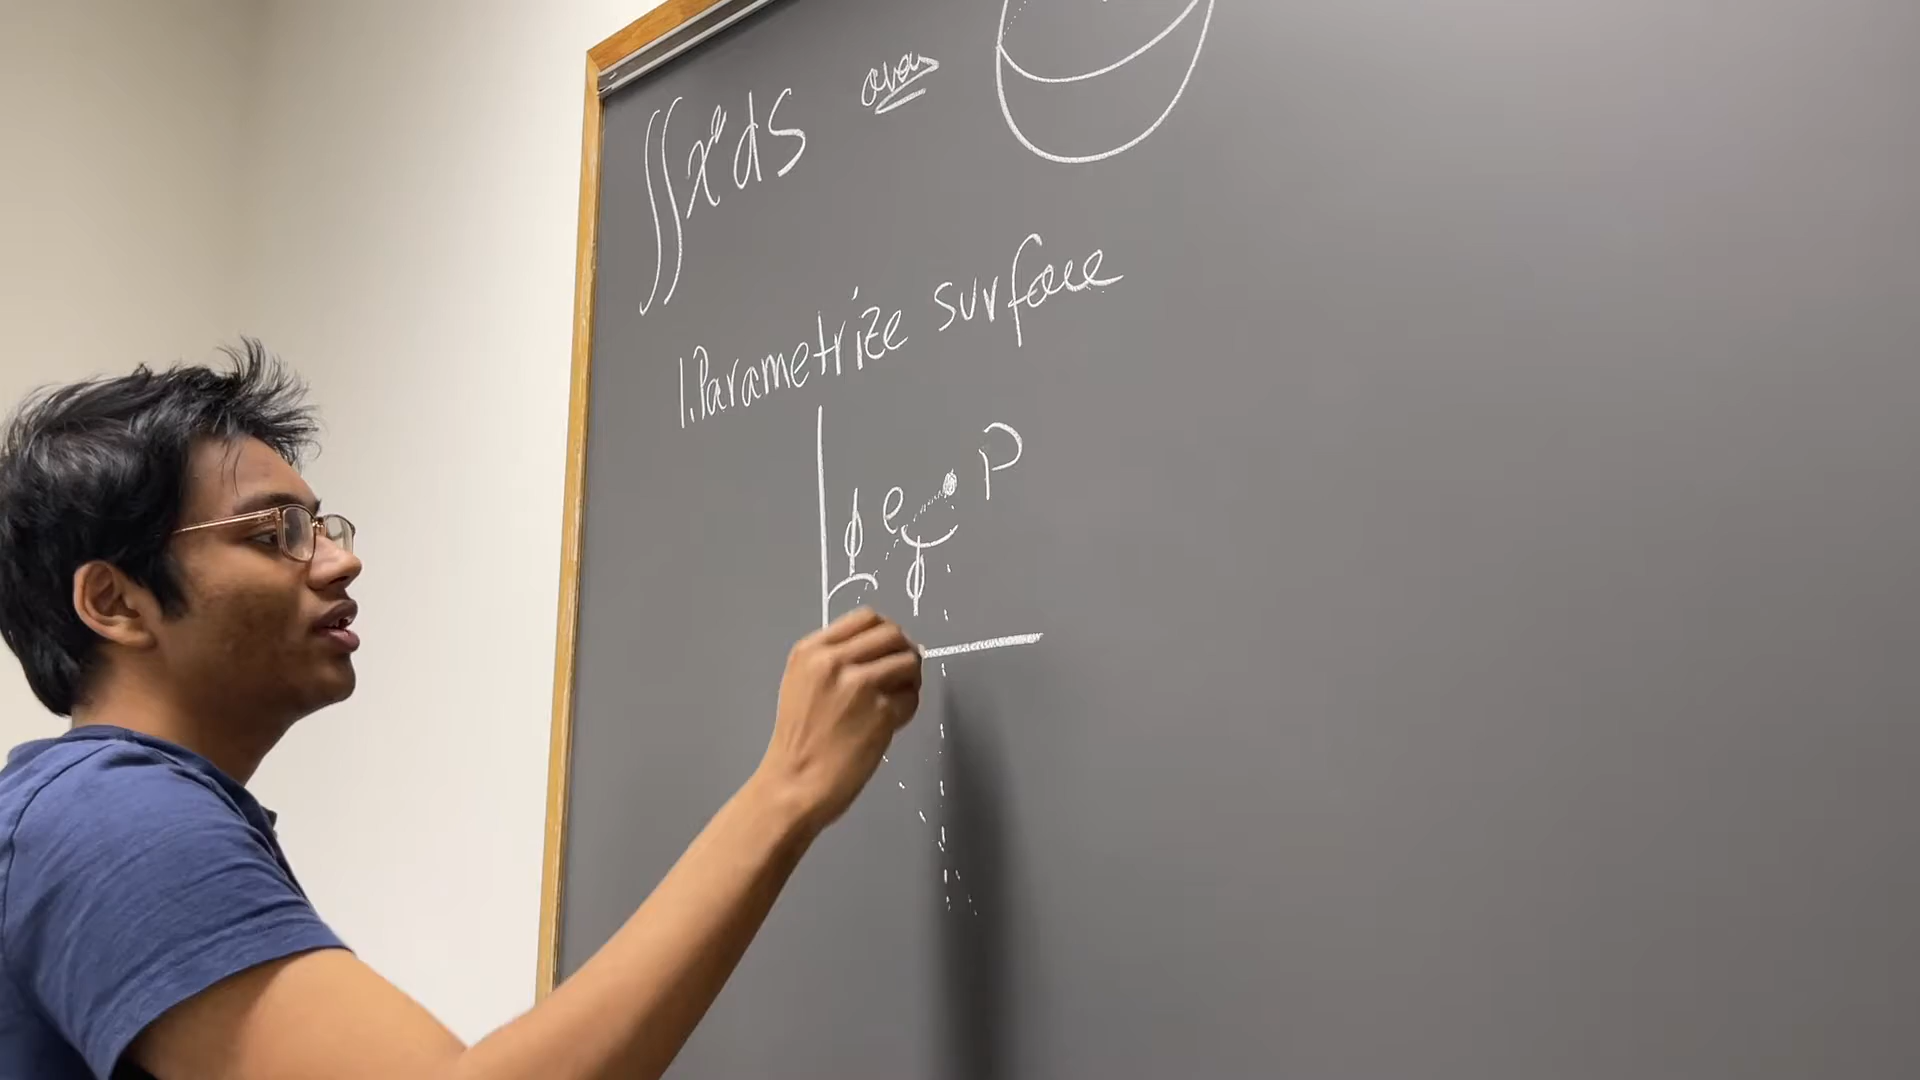 ∬x²dS over
1. Parametrize surface
P
ϕ ρ
ϕ